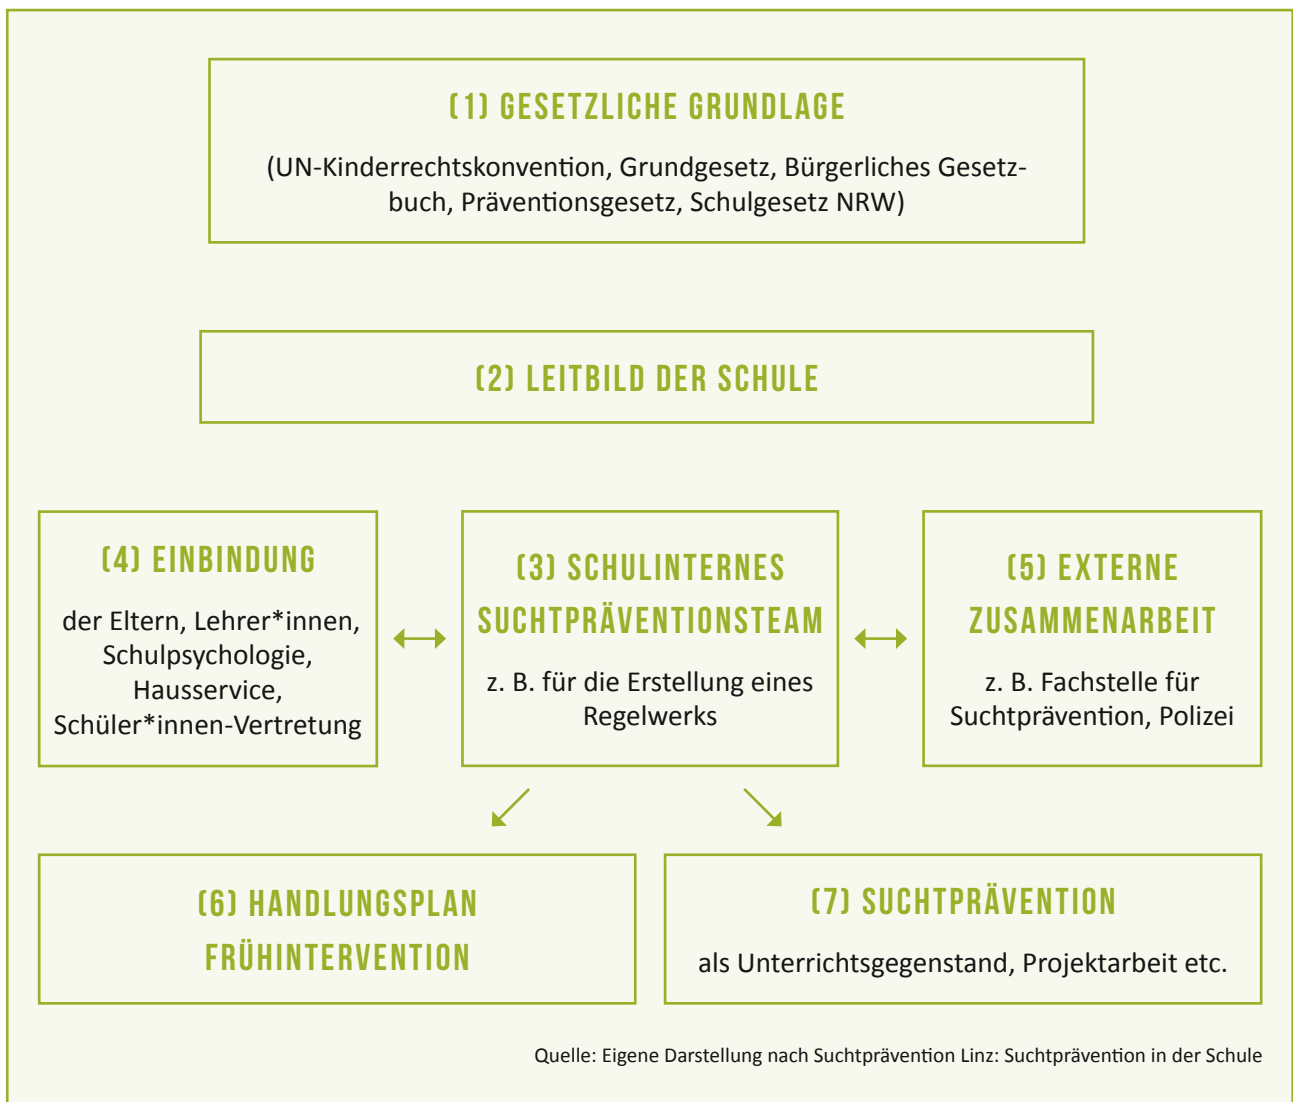 (1) GESETZLICHE GRUNDLAGE
(UN-Kinderrechtskonvention, Grundgesetz, Bürgerliches Gesetz-
buch, Präventionsgesetz, Schulgesetz NRW)
(2) LEITBILD DER SCHULE
(4) EINBINDUNG
der Eltern, Lehrer*innen,
Schulpsychologie,
Hausservice,
Schüler*innen-Vertretung
(3) SCHULINTERNES
SUCHTPRÄVENTIONSTEAM
z. B. für die Erstellung eines
Regelwerks
(5) EXTERNE
ZUSAMMENARBEIT
z. B. Fachstelle für
Suchtprävention, Polizei
(6) HANDLUNGSPLAN
FRÜHINTERVENTION
(7) SUCHTPRÄVENTION
als Unterrichtsgegenstand, Projektarbeit etc.
Quelle: Eigene Darstellung nach Suchtprävention Linz: Suchtprävention in der Schule